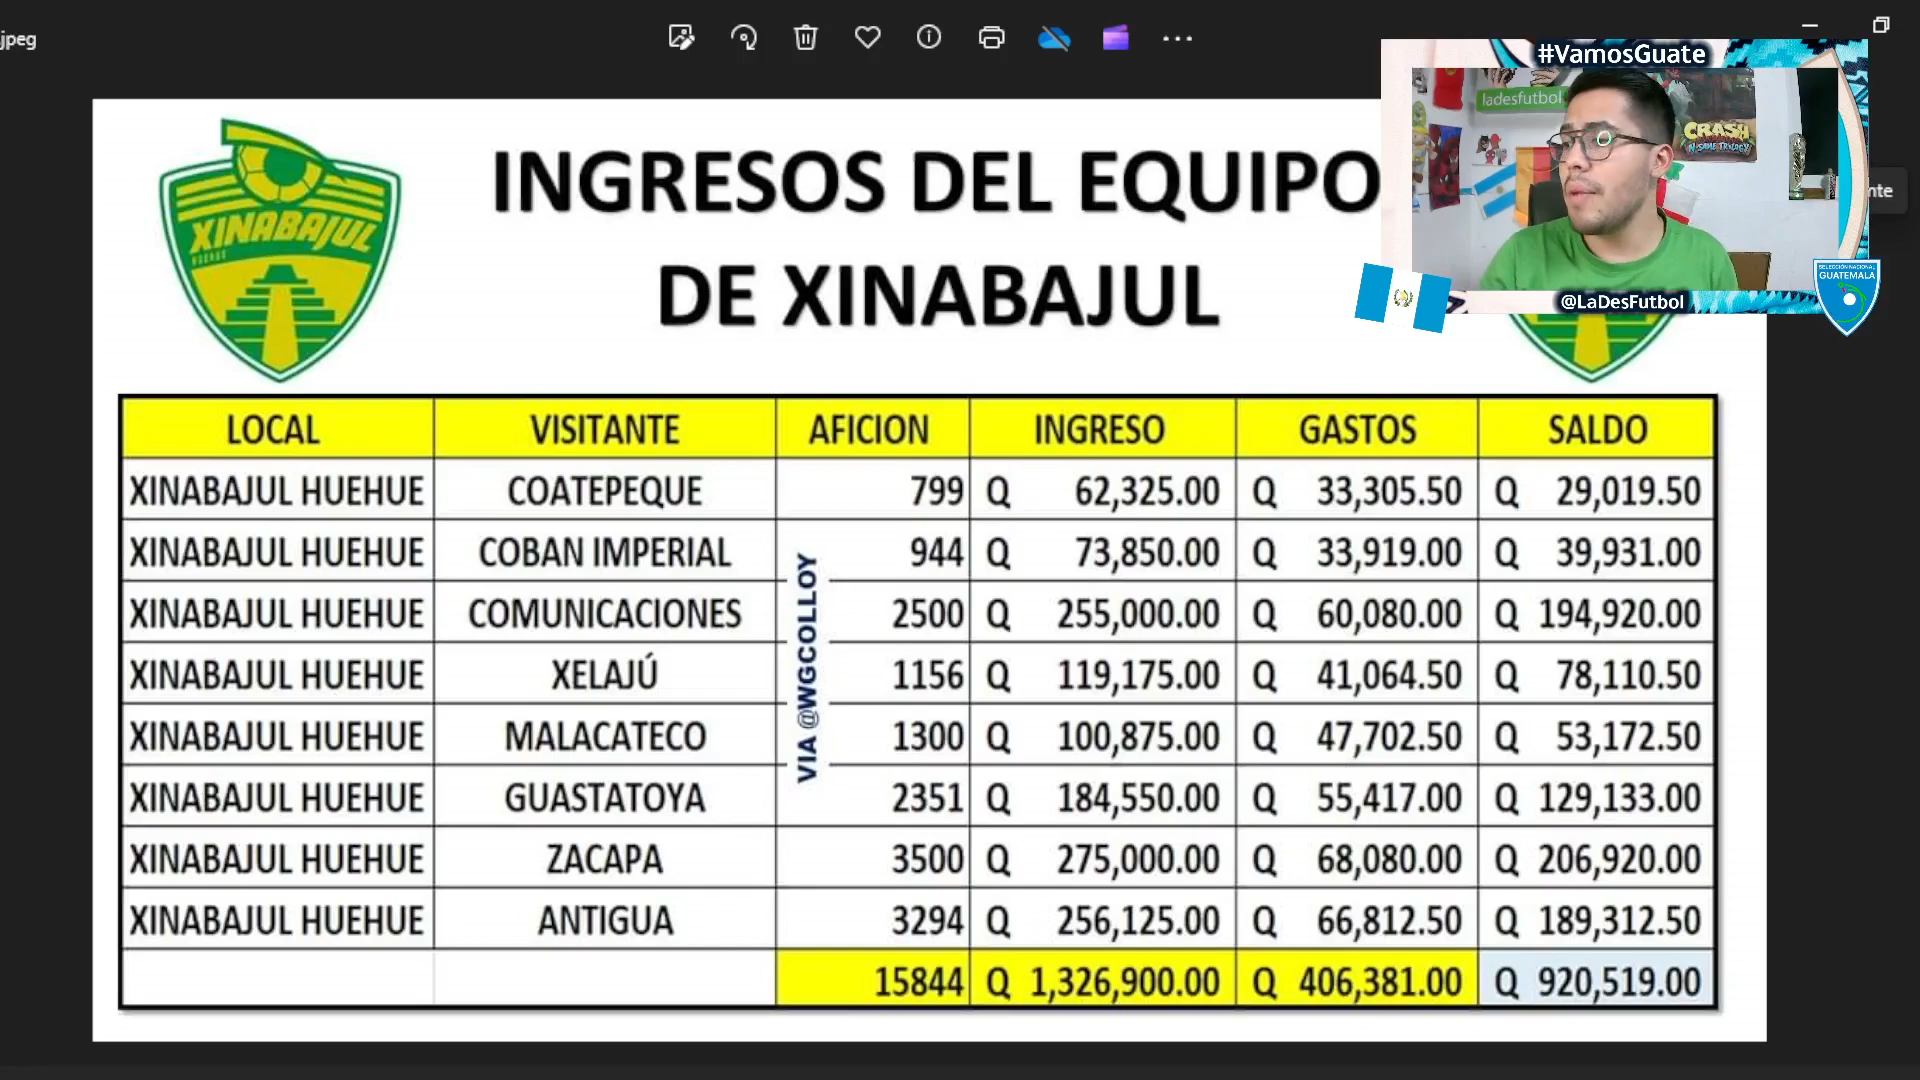 jpeg
#VamosGuate
ladesfutbol
CRASH
N-SANE TRILOGY
nte
SELECCIÓN NACIONAL
GUATEMALA
@LaDesFutbol
XINABAJUL
HUEHUE
INGRESOS DEL EQUIPO
DE XINABAJUL
LOCAL VISITANTE AFICION INGRESO GASTOS SALDO
XINABAJUL HUEHUE COATEPEQUE 799 Q 62,325.00 Q 33,305.50 Q 29,019.50
XINABAJUL HUEHUE COBAN IMPERIAL 944 Q 73,850.00 Q 33,919.00 Q 39,931.00
XINABAJUL HUEHUE COMUNICACIONES 2500 Q 255,000.00 Q 60,080.00 Q 194,920.00
XINABAJUL HUEHUE XELAJÚ 1156 Q 119,175.00 Q 41,064.50 Q 78,110.50
XINABAJUL HUEHUE MALACATECO 1300 Q 100,875.00 Q 47,702.50 Q 53,172.50
XINABAJUL HUEHUE GUASTATOYA 2351 Q 184,550.00 Q 55,417.00 Q 129,133.00
XINABAJUL HUEHUE ZACAPA 3500 Q 275,000.00 Q 68,080.00 Q 206,920.00
XINABAJUL HUEHUE ANTIGUA 3294 Q 256,125.00 Q 66,812.50 Q 189,312.50
15844 Q 1,326,900.00 Q 406,381.00 Q 920,519.00
VIA @WGCOLLOY